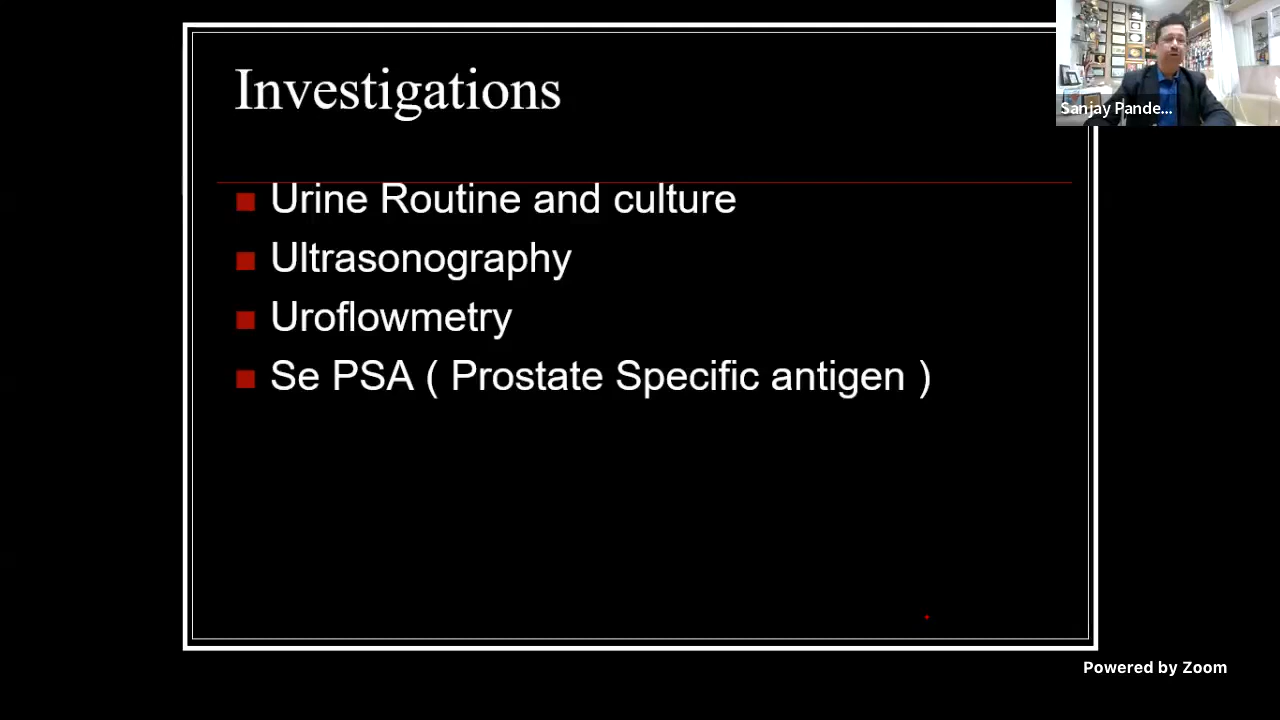 Investigations
Sanjay Pande...
Urine Routine and culture
Ultrasonography
Uroflowmetry
Se PSA ( Prostate Specific antigen )
Powered by Zoom